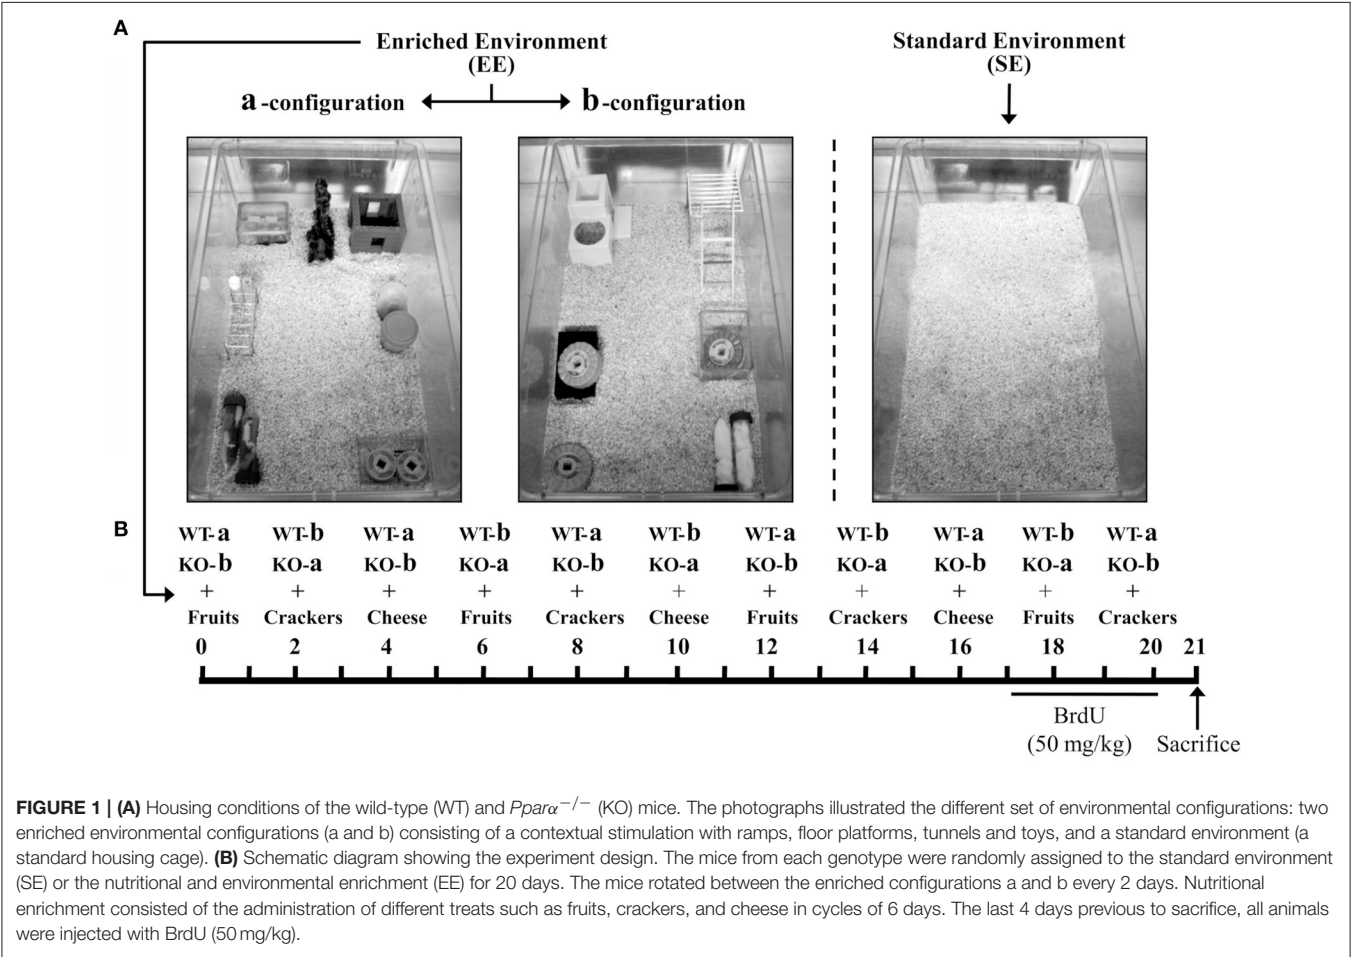 A
Enriched Environment
(EE)
Standard Environment
(SE)
a -configuration
b -configuration
B
WT-a WT-b WT-a WT-b WT-a WT-b WT-a WT-b WT-a WT-b WT-a
KO-b KO-a KO-b KO-a KO-b KO-a KO-b KO-a KO-b KO-a KO-b
+ + + + + + + + + + +
Fruits Crackers Cheese Fruits Crackers Cheese Fruits Crackers Cheese Fruits Crackers
0 2 4 6 8 10 12 14 16 18 20 21
BrdU
(50 mg/kg) Sacrifice
FIGURE 1 | (A) Housing conditions of the wild-type (WT) and Pparα−/− (KO) mice. The photographs illustrated the different set of environmental configurations: two
enriched environmental configurations (a and b) consisting of a contextual stimulation with ramps, floor platforms, tunnels and toys, and a standard environment (a
standard housing cage). (B) Schematic diagram showing the experiment design. The mice from each genotype were randomly assigned to the standard environment
(SE) or the nutritional and environmental enrichment (EE) for 20 days. The mice rotated between the enriched configurations a and b every 2 days. Nutritional
enrichment consisted of the administration of different treats such as fruits, crackers, and cheese in cycles of 6 days. The last 4 days previous to sacrifice, all animals
were injected with BrdU (50 mg/kg).